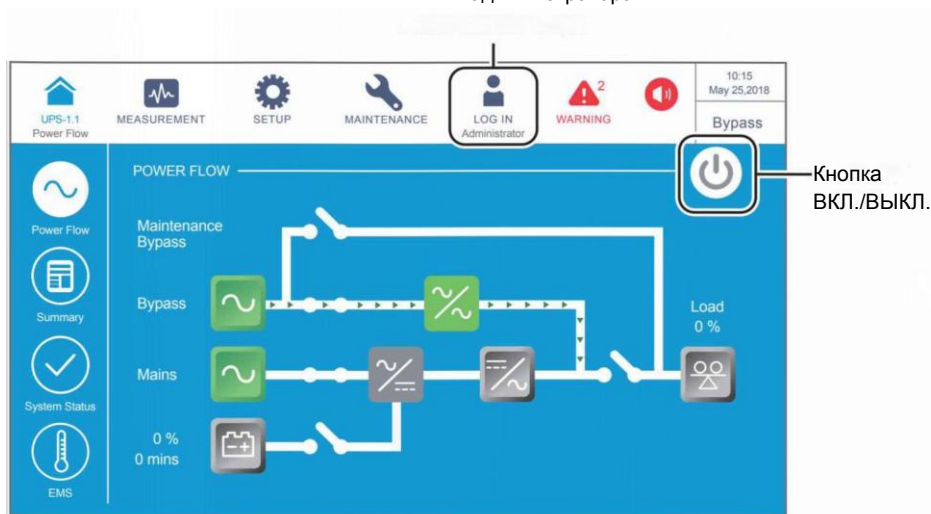 10:15
May 25,2018
UPS-1.1
Power Flow
MEASUREMENT
SETUP
MAINTENANCE
LOG IN
Administrator
2
WARNING
Bypass
POWER FLOW
Кнопка
ВКЛ./ВЫКЛ.
Power Flow
Maintenance
Bypass
Bypass
Summary
Load
0 %
Mains
System Status
0 %
0 mins
EMS